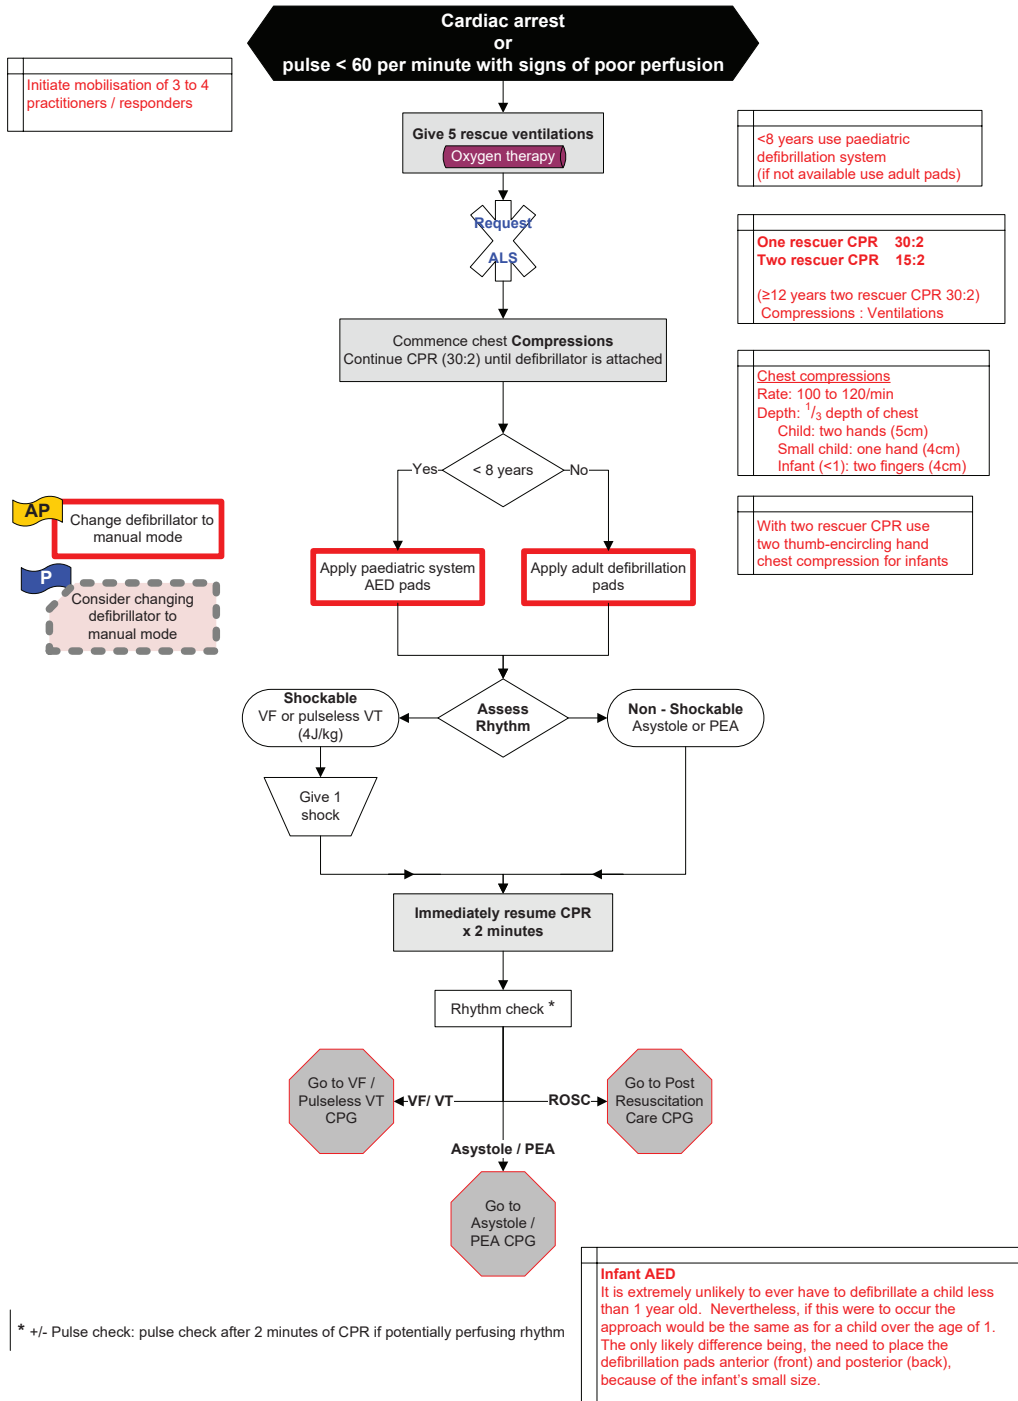 Cardiac arrest
or
pulse < 60 per minute with signs of poor perfusion
Initiate mobilisation of 3 to 4
practitioners / responders
Give 5 rescue ventilations
Oxygen therapy
<8 years use paediatric
defibrillation system
(if not available use adult pads)
Request
ALS
One rescuer CPR 30:2
Two rescuer CPR 15:2
(≥12 years two rescuer CPR 30:2)
Compressions : Ventilations
Commence chest Compressions
Continue CPR (30:2) until defibrillator is attached
Chest compressions
Rate: 100 to 120/min
Depth: 1/3 depth of chest
Child: two hands (5cm)
Small child: one hand (4cm)
Infant (<1): two fingers (4cm)
Yes
< 8 years
No
AP
Change defibrillator to
manual mode
With two rescuer CPR use
two thumb-encircling hand
chest compression for infants
P
Consider changing
defibrillator to
manual mode
Apply paediatric system
AED pads
Apply adult defibrillation
pads
Shockable
VF or pulseless VT
(4J/kg)
Assess
Rhythm
Non - Shockable
Asystole or PEA
Give 1
shock
Immediately resume CPR
x 2 minutes
Rhythm check *
Go to VF /
Pulseless VT
CPG
VF/ VT
ROSC
Go to Post
Resuscitation
Care CPG
Asystole / PEA
Go to
Asystole /
PEA CPG
* +/- Pulse check: pulse check after 2 minutes of CPR if potentially perfusing rhythm
Infant AED
It is extremely unlikely to ever have to defibrillate a child less
than 1 year old. Nevertheless, if this were to occur the
approach would be the same as for a child over the age of 1.
The only likely difference being, the need to place the
defibrillation pads anterior (front) and posterior (back),
because of the infant's small size.